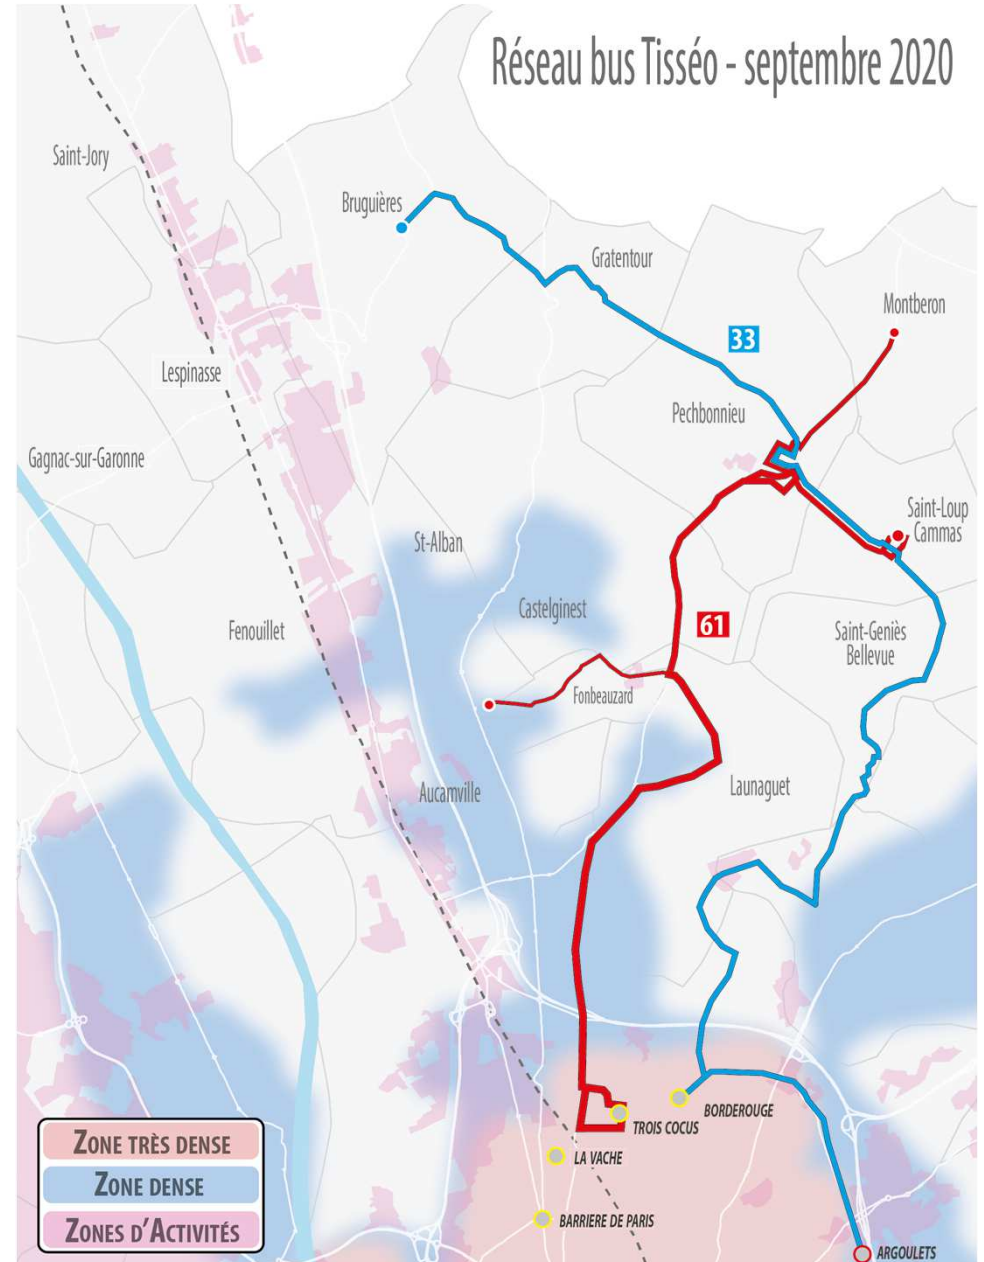 Réseau bus Tisséo - septembre 2020
Saint-Jory
Bruguières
Gratentour
Montberon
33
Lespinasse
Pechbonnieu
Gagnac-sur-Garonne
Saint-Loup
Cammas
St-Alban
Castelginest
61
Fenouillet
Saint-Geniès
Bellevue
Fonbeauzard
Aucamville
Launaguet
BORDEROUGE
TROIS COCUS
LA VACHE
BARRIERE DE PARIS
ARGOULETS
ZONE TRÈS DENSE
ZONE DENSE
ZONES D'ACTIVITÉS